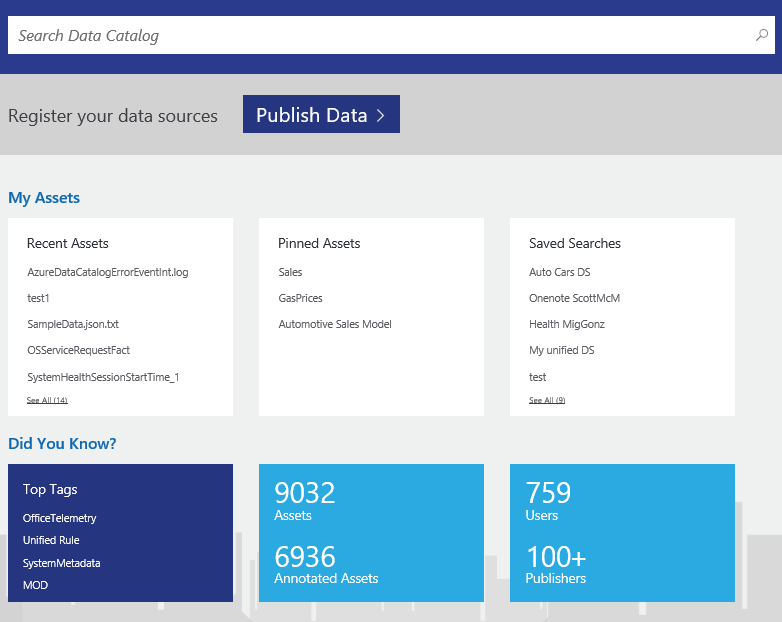 Search Data Catalog
Register your data sources
Publish Data >
My Assets
Recent Assets
AzureDataCatalogErrorEventInt.log
test1
SampleData.json.txt
OSServiceRequestFact
SystemHealthSessionStartTime_1
See All (14)
Pinned Assets
Sales
GasPrices
Automotive Sales Model
Saved Searches
Auto Cars DS
Onenote ScottMcM
Health MigGonz
My unified DS
test
See All (9)
Did You Know?
Top Tags
OfficeTelemetry
Unified Rule
SystemMetadata
MOD
9032
Assets
6936
Annotated Assets
759
Users
100+
Publishers